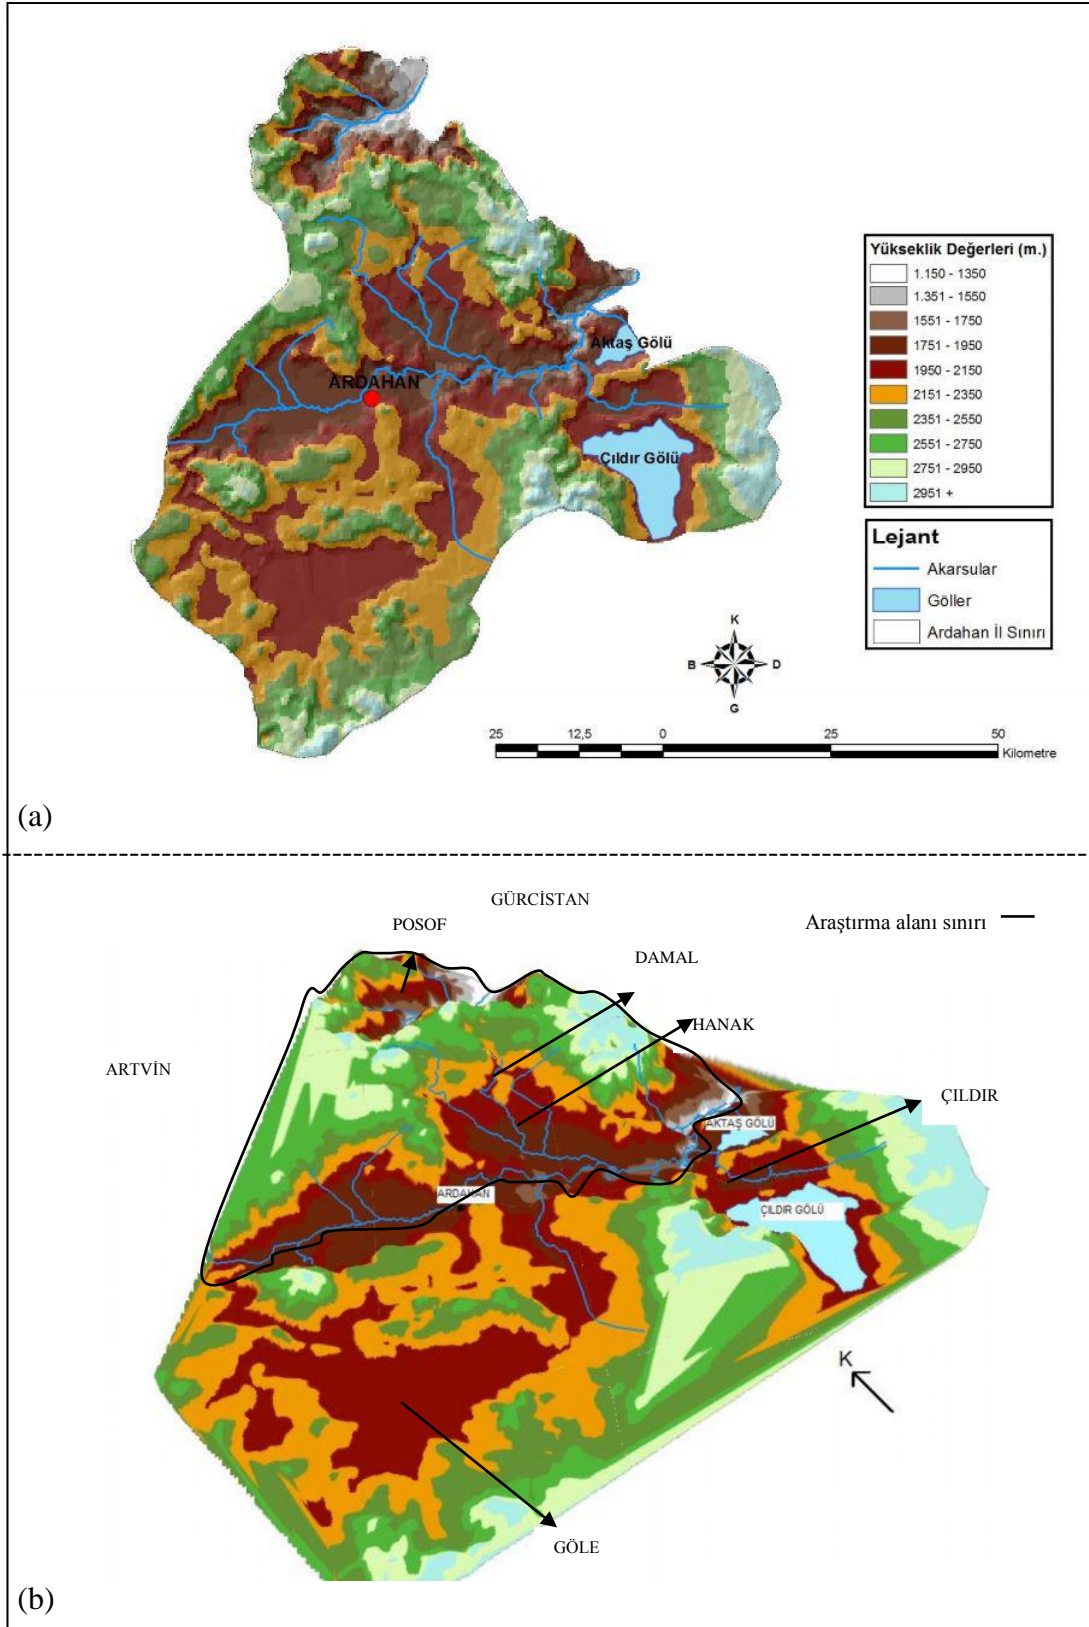 Yükseklik Değerleri (m.)
1.150 - 1350
1.351 - 1550
1551 - 1750
1751 - 1950
1950 - 2150
2151 - 2350
2351 - 2550
2551 - 2750
2751 - 2950
2951 +
Aktaş Gölü
ARDAHAN
Çıldır Gölü
Lejant
Akarsular
Göller
Ardahan İl Sınırı
K
B D
G
25 12,5 0 25 50
Kilometre
(a)
GÜRCİSTAN
POSOF
Araştırma alanı sınırı
DAMAL
HANAK
ARTVİN
ÇILDIR
AKTAŞ GÖLÜ
ARDAHAN
ÇILDIR GÖLÜ
K
GÖLE
(b)